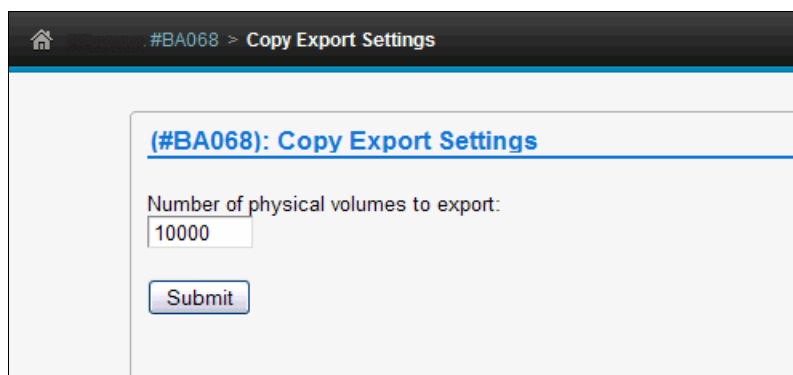 #BA068 > Copy Export Settings
(#BA068): Copy Export Settings
Number of physical volumes to export:
10000
Submit